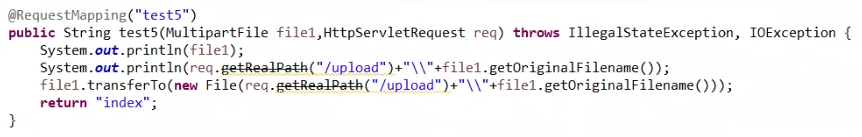 @RequestMapping("test5")
public String test5(MultipartFile file1,HttpServletRequest req) throws IllegalStateException, IOException {
    System.out.println(file1);
    System.out.println(req.getRealPath("/upload")+"\\"+file1.getOriginalFilename());
    file1.transferTo(new File(req.getRealPath("/upload")+"\\"+file1.getOriginalFilename()));
    return "index";
}